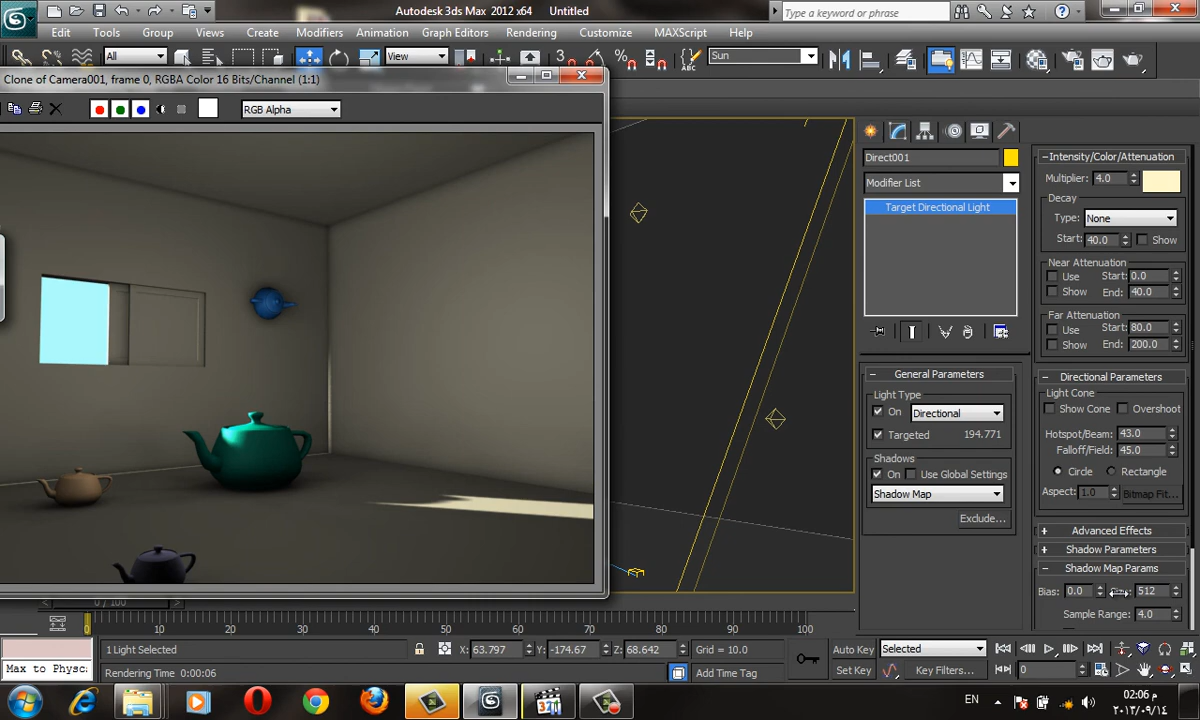 Autodesk 3ds Max 2012 x64 Untitled
Type a keyword or phrase
Edit Tools Group Views Create Modifiers Animation Graph Editors Rendering Customize MAXScript Help
All
View
3
Sun
Clone of Camera001, frame 0, RGBA Color 16 Bits/Channel (1:1)
RGB Alpha
Direct001
Modifier List
Target Directional Light
General Parameters
Light Type
On Directional
Targeted 194.771
Shadows
On Use Global Settings
Shadow Map
Exclude...
Intensity/Color/Attenuation
Multiplier: 4.0
Decay
Type: None
Start: 40.0 Show
Near Attenuation
Use Start: 0.0
Show End: 40.0
Far Attenuation
Use Start: 80.0
Show End: 200.0
Directional Parameters
Light Cone
Show Cone Overshoot
Hotspot/Beam: 43.0
Falloff/Field: 45.0
Circle Rectangle
Aspect: 1.0 Bitmap Fit...
Advanced Effects
Shadow Parameters
Shadow Map Params
Bias: 0.0 512
Sample Range: 4.0
0 / 100
0 10 20 30 40 50 60 70 80 90 100
1 Light Selected X: 63.797 Y: -174.67 Z: 68.642 Grid = 10.0 Auto Key Selected
Max to Physc Rendering Time 0:00:06 Add Time Tag Set Key Key Filters... 0
321
EN
02:06 م
٢٠١٣/٠٩/١٤